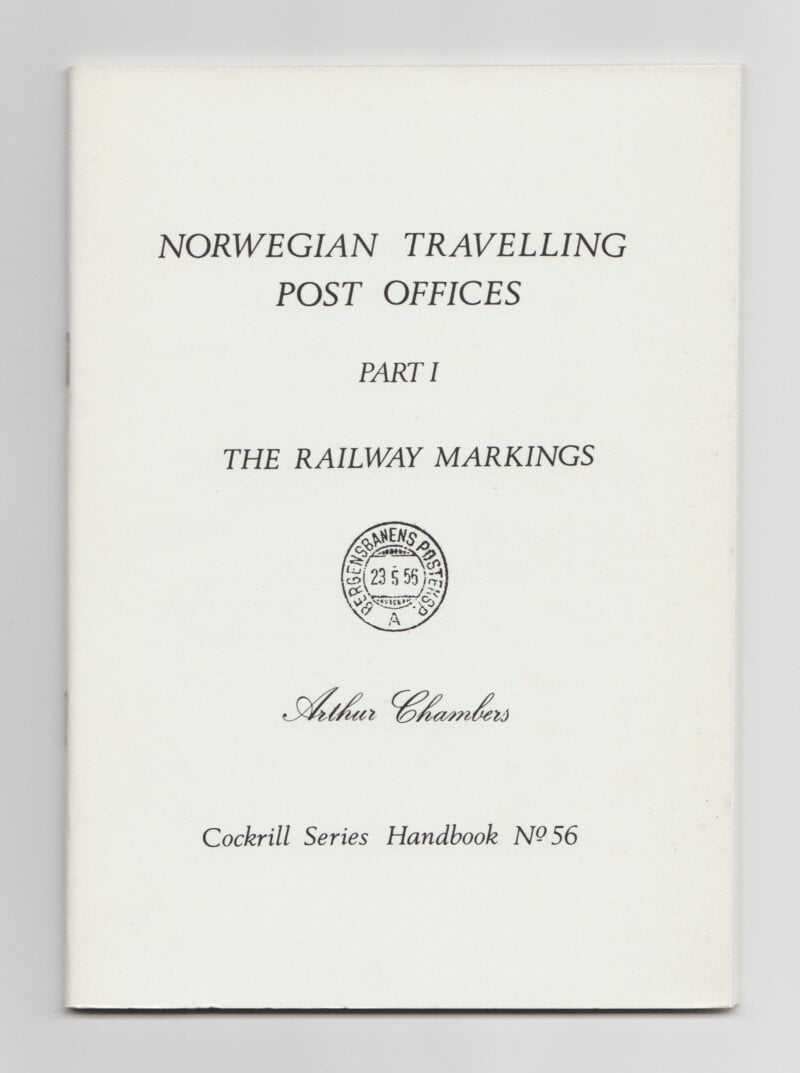 NORWEGIAN TRAVELLING
POST OFFICES
PART I
THE RAILWAY MARKINGS
BERGENSBANENS POSTEKSP.
23 5 56
A
Arthur Chambers
Cockrill Series Handbook Nº 56